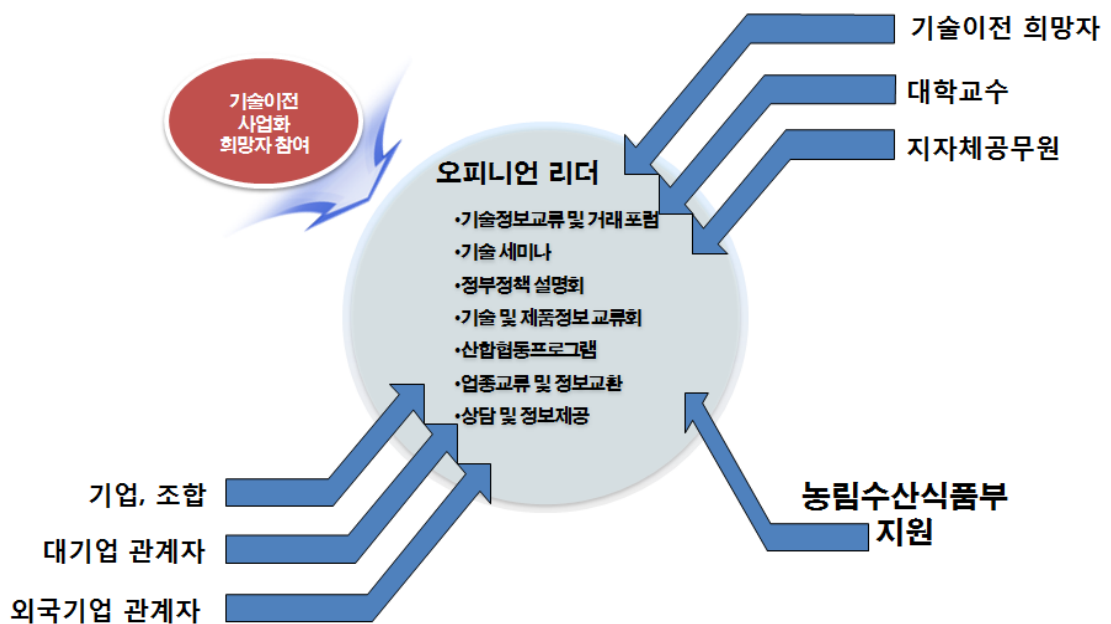 기술이전 희망자
대학교수
지자체공무원
기술이전
사업화
희망자 참여
오피니언 리더
•기술정보교류 및 거래 포럼
•기술 세미나
•정부정책 설명회
•기술 및 제품정보 교류회
•산합협동프로그램
•업종교류 및 정보교환
•상담 및 정보제공
기업, 조합
대기업 관계자
외국기업 관계자
농림수산식품부
지원